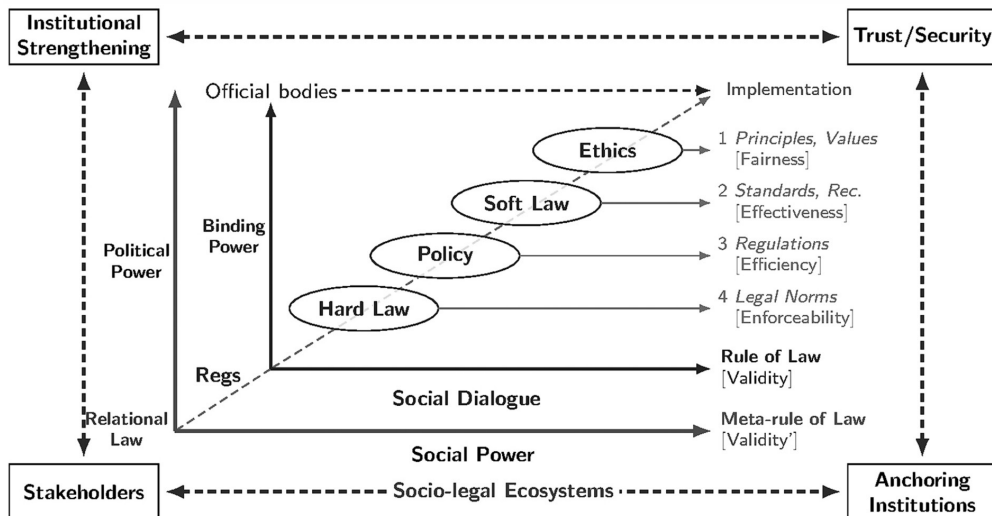 Institutional
Strengthening
Trust/Security
Official bodies
Implementation
Ethics
1 Principles, Values
[Fairness]
Soft Law
2 Standards, Rec.
[Effectiveness]
Binding
Power
Political
Power
Policy
3 Regulations
[Efficiency]
Hard Law
4 Legal Norms
[Enforceability]
Regs
Rule of Law
[Validity]
Social Dialogue
Relational
Law
Meta-rule of Law
[Validity']
Social Power
Stakeholders
Socio-legal Ecosystems
Anchoring
Institutions